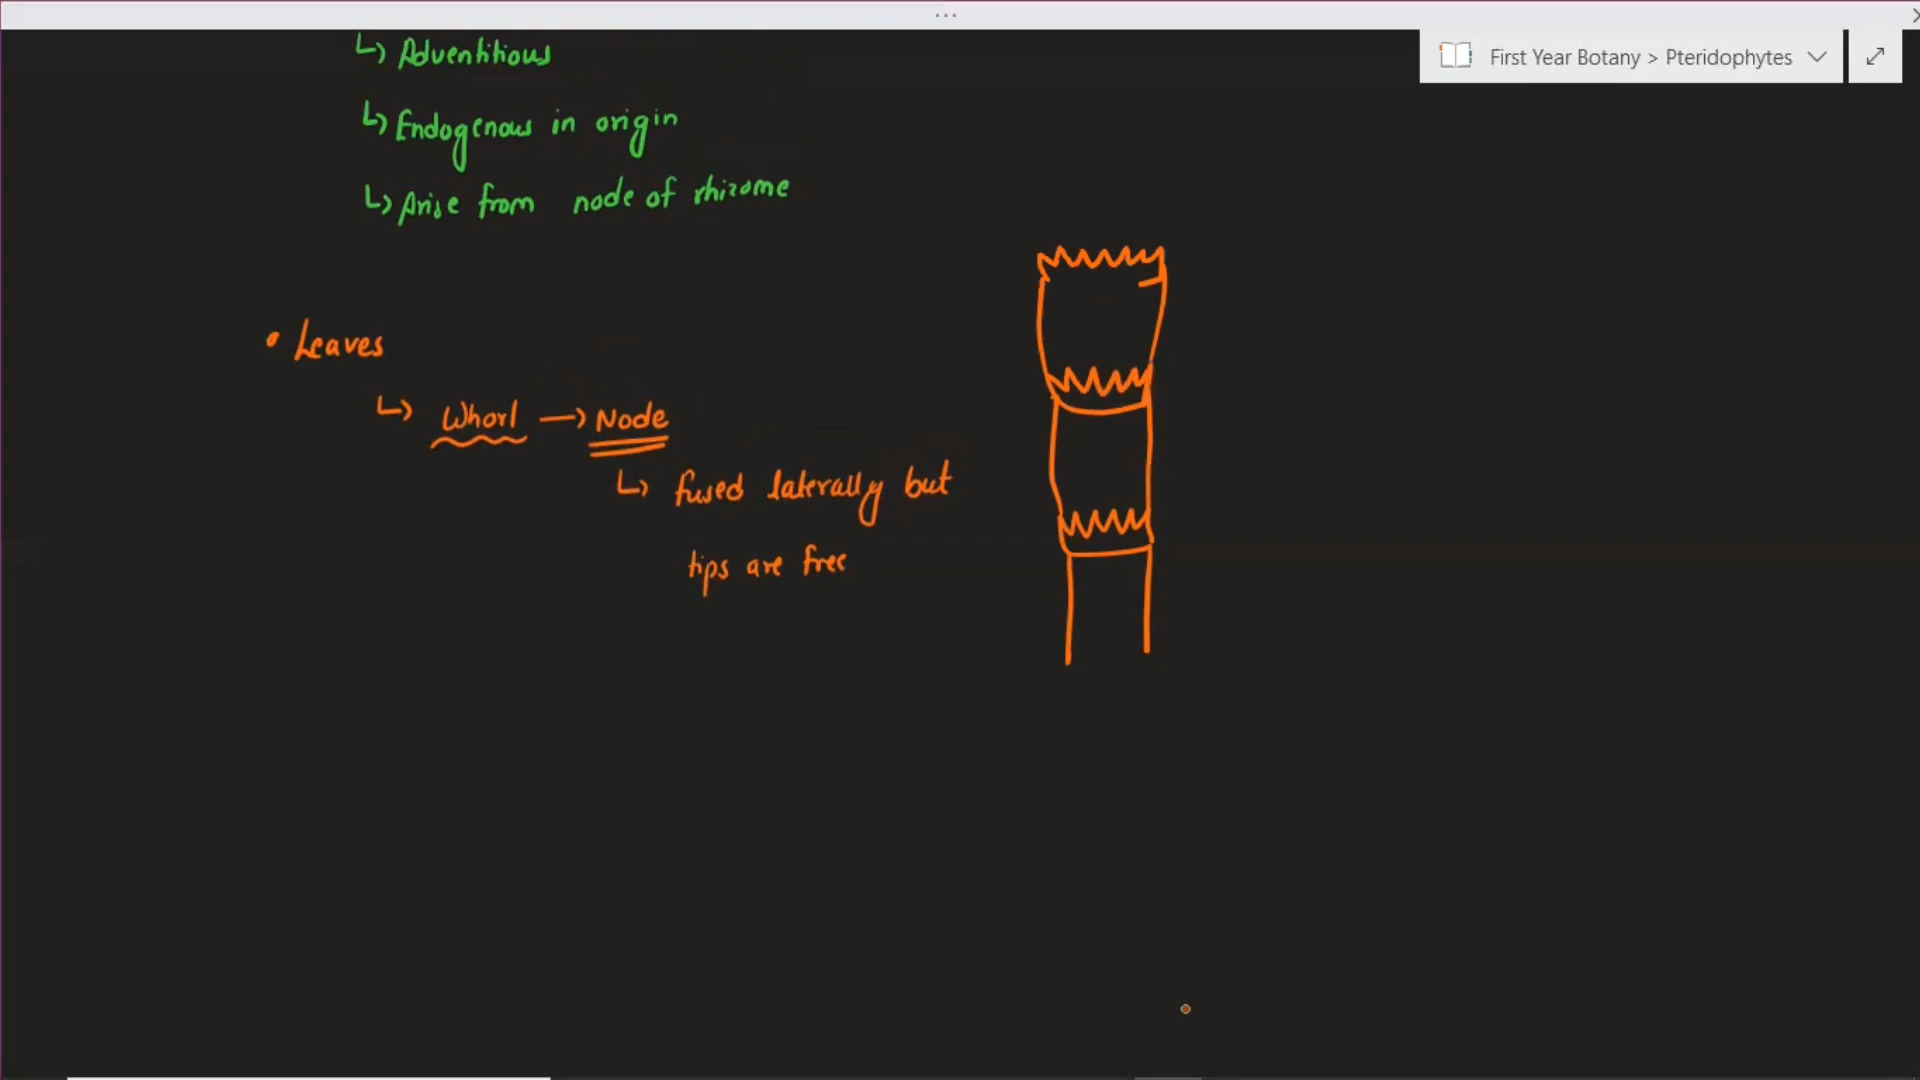 ↳ Adventitious
First Year Botany > Pteridophytes
↳ Endogenous in origin
↳ Arise from node of rhizome
• Leaves
↳ Whorl → Node
↳ fused laterally but
tips are free